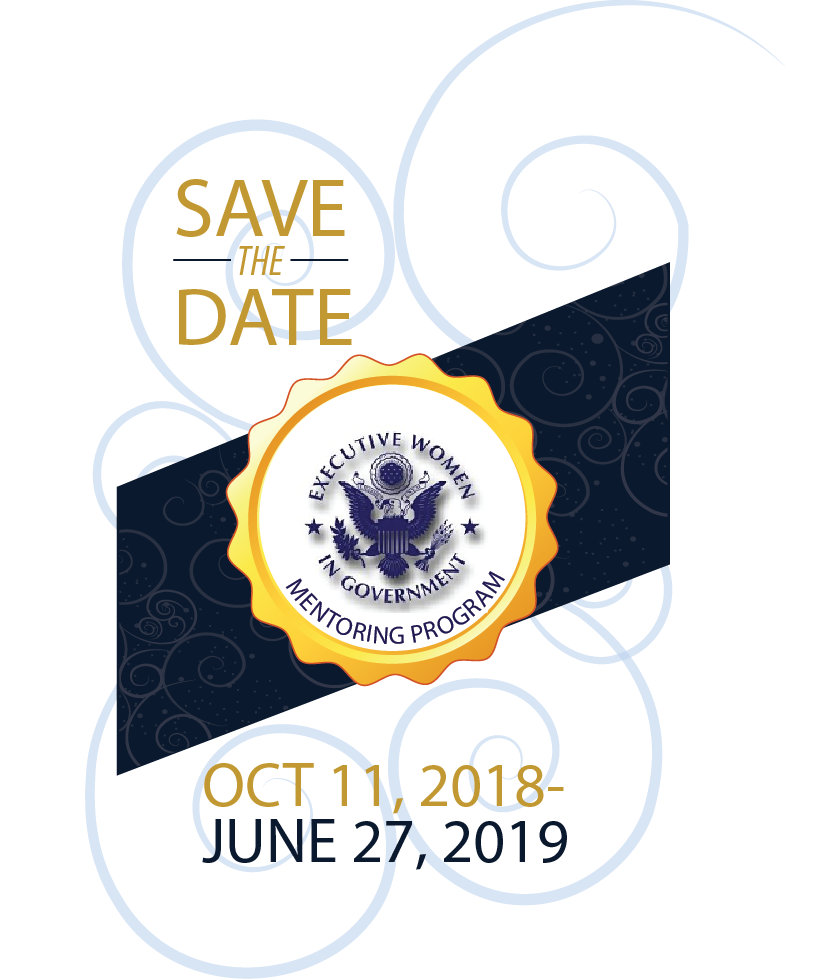 SAVE
THE
DATE
EXECUTIVE WOMEN
IN GOVERNMENT
MENTORING PROGRAM
OCT 11, 2018-
JUNE 27, 2019